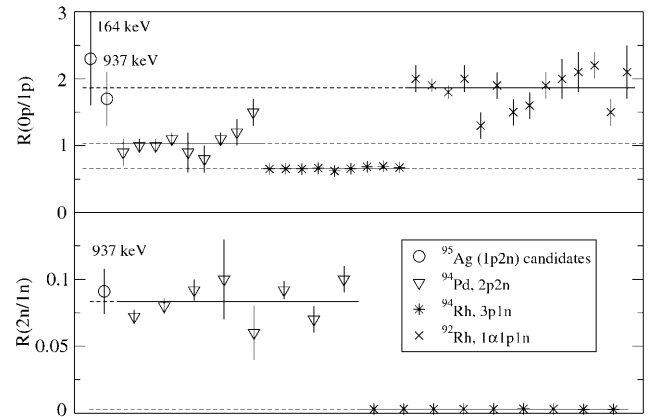 3
164 keV
937 keV
2
R(0p/1p)
1
0
937 keV
⁹⁵Ag (1p2n) candidates
0.1
⁹⁴Pd, 2p2n
R(2n/1n)
⁹⁴Rh, 3p1n
0.05
⁹²Rh, 1α1p1n
0